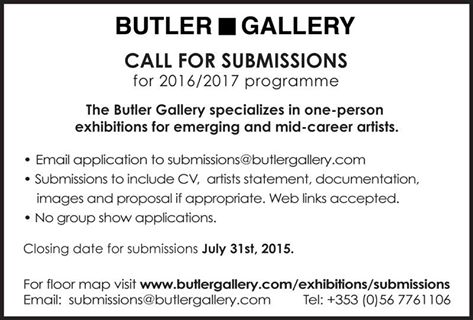 BUTLER ■ GALLERY
CALL FOR SUBMISSIONS
for 2016/2017 programme
The Butler Gallery specializes in one-person
exhibitions for emerging and mid-career artists.
• Email application to submissions@butlergallery.com
• Submissions to include CV, artists statement, documentation,
images and proposal if appropriate. Web links accepted.
• No group show applications.
Closing date for submissions July 31st, 2015.
For floor map visit www.butlergallery.com/exhibitions/submissions
Email: submissions@butlergallery.com Tel: +353 (0)56 7761106